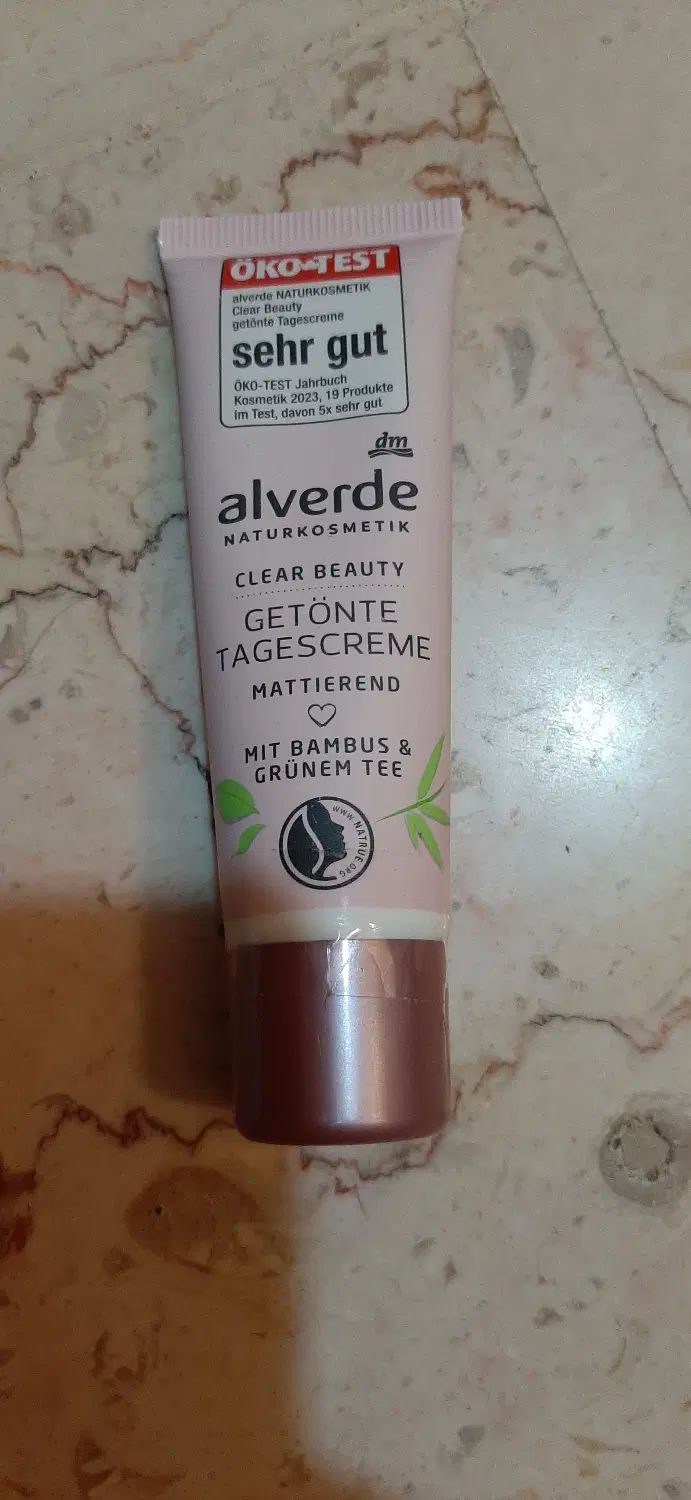 ÖKO-TEST
alverde NATURKOSMETIK
Clear Beauty
getönte Tagescreme
sehr gut
ÖKO-TEST Jahrbuch
Kosmetik 2023, 19 Produkte
im Test, davon 5x sehr gut
dm
alverde
NATURKOSMETIK
CLEAR BEAUTY
GETÖNTE
TAGESCREME
MATTIEREND
MIT BAMBUS &
GRÜNEM TEE
WWW.NATRUE.ORG